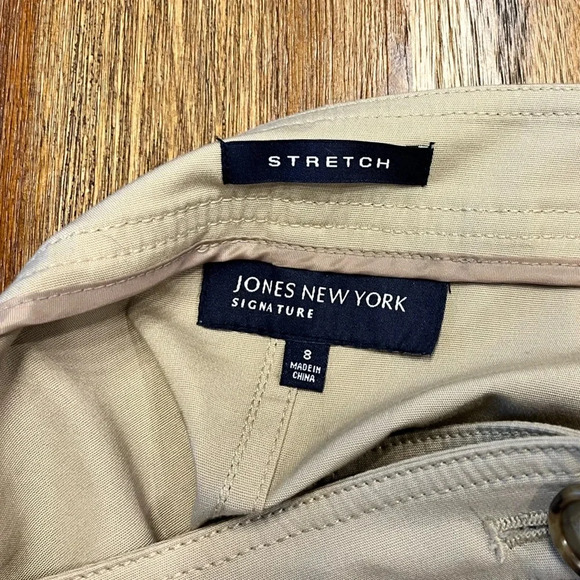 STRETCH
JONES NEW YORK
SIGNATURE
8
MADE IN
CHINA